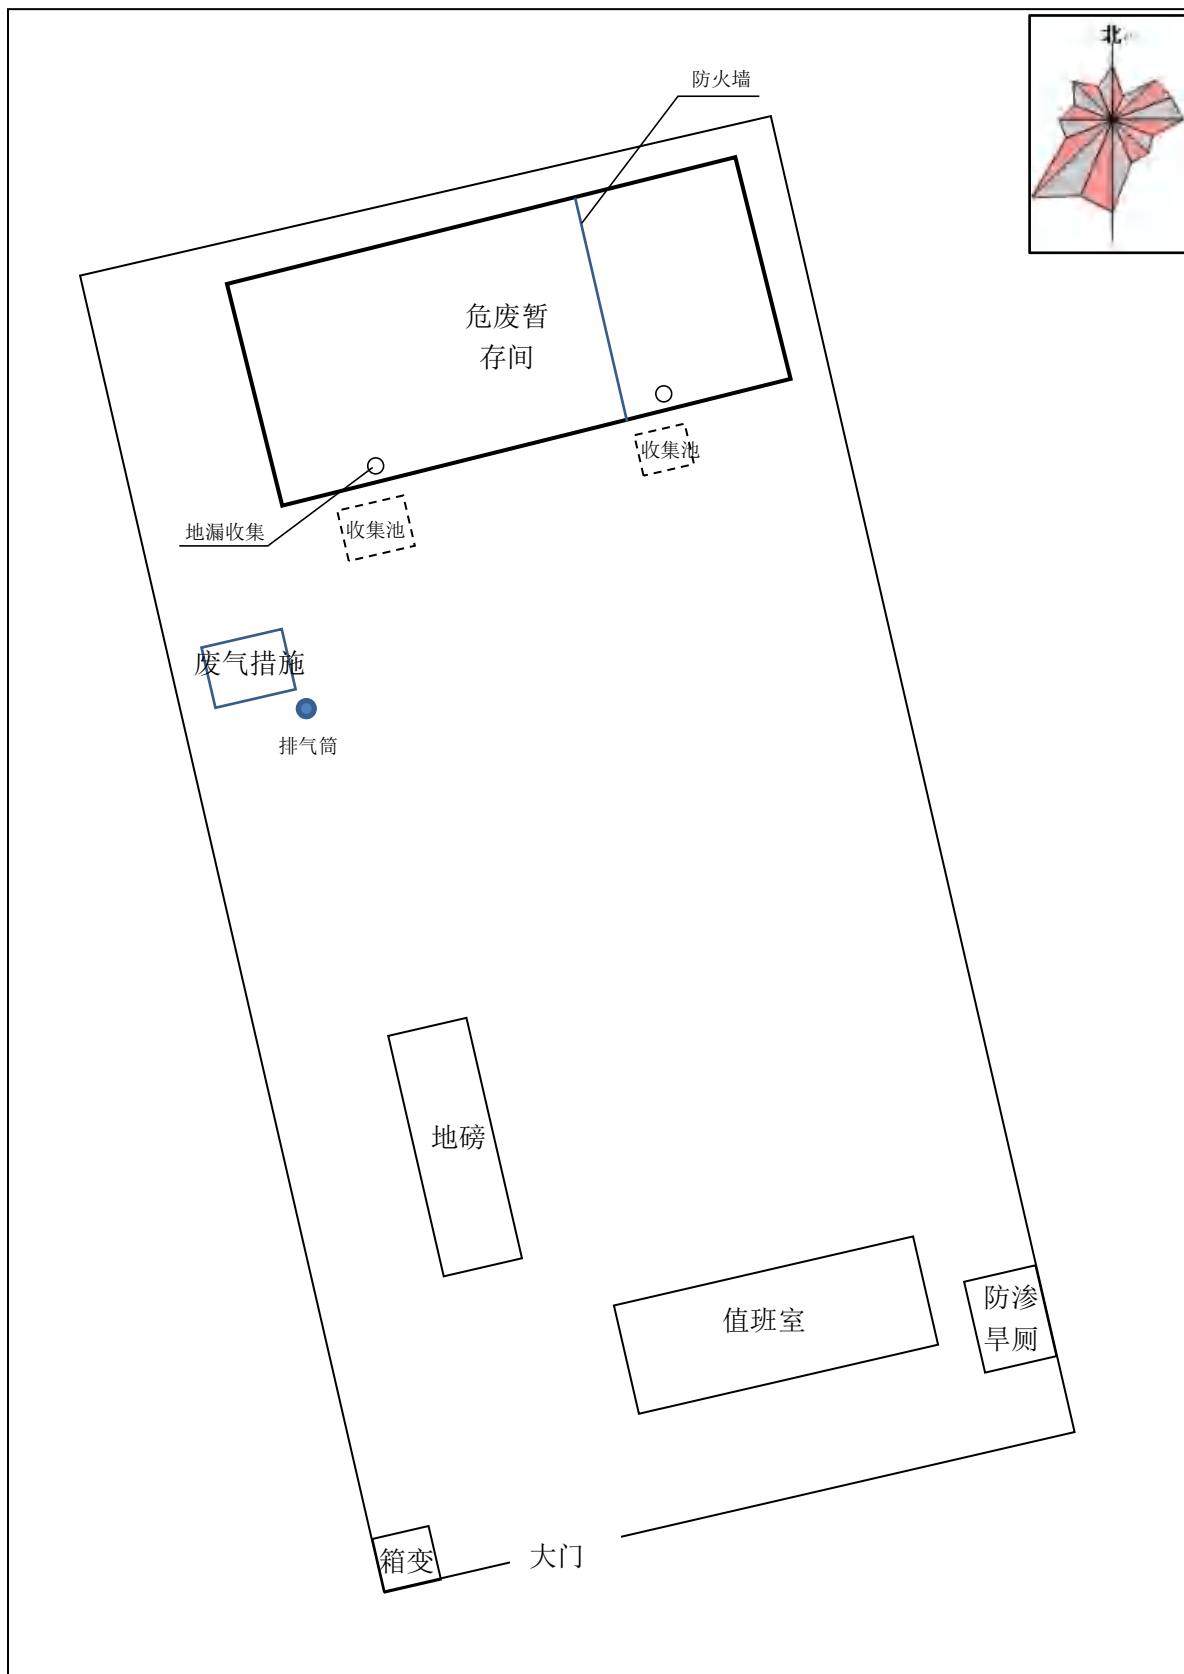 北
防火墙
危废暂
存间
收集池
地漏收集
收集池
废气措施
排气筒
地磅
防渗
旱厕
值班室
箱变
大门